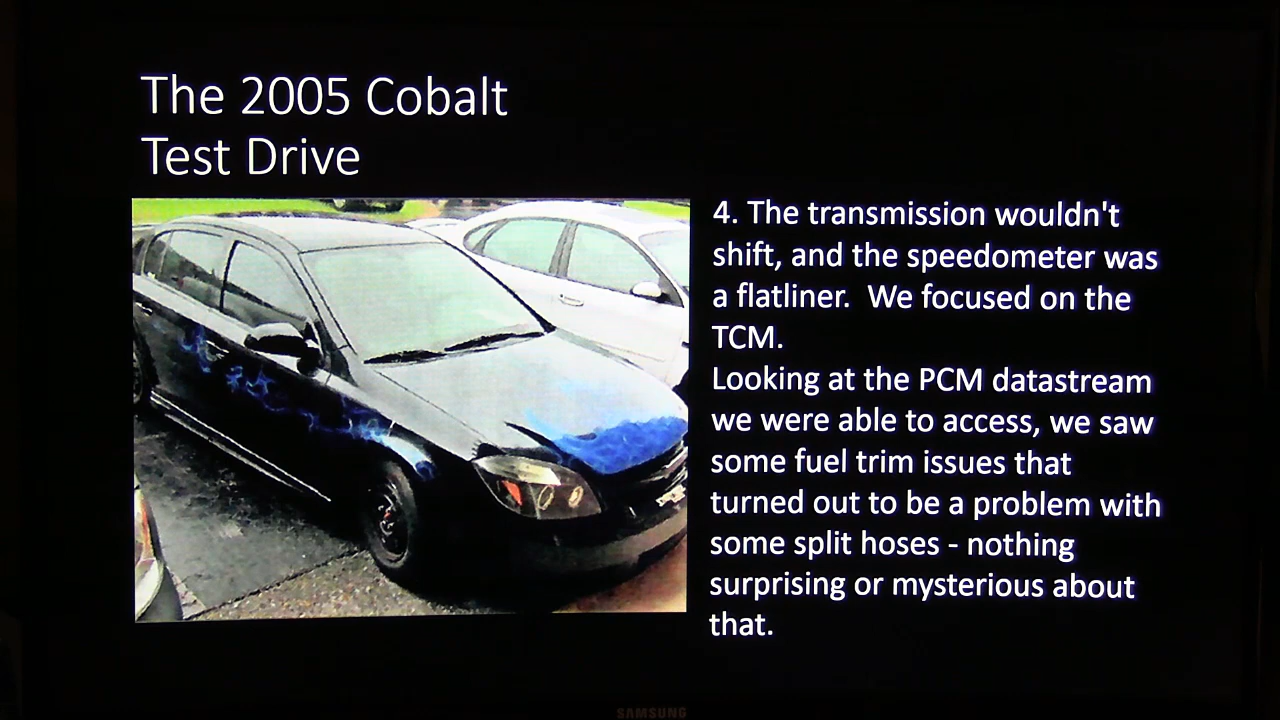 The 2005 Cobalt
Test Drive
4. The transmission wouldn't
shift, and the speedometer was
a flatliner.  We focused on the
TCM.
Looking at the PCM datastream
we were able to access, we saw
some fuel trim issues that
turned out to be a problem with
some split hoses - nothing
surprising or mysterious about
that.
SAMSUNG